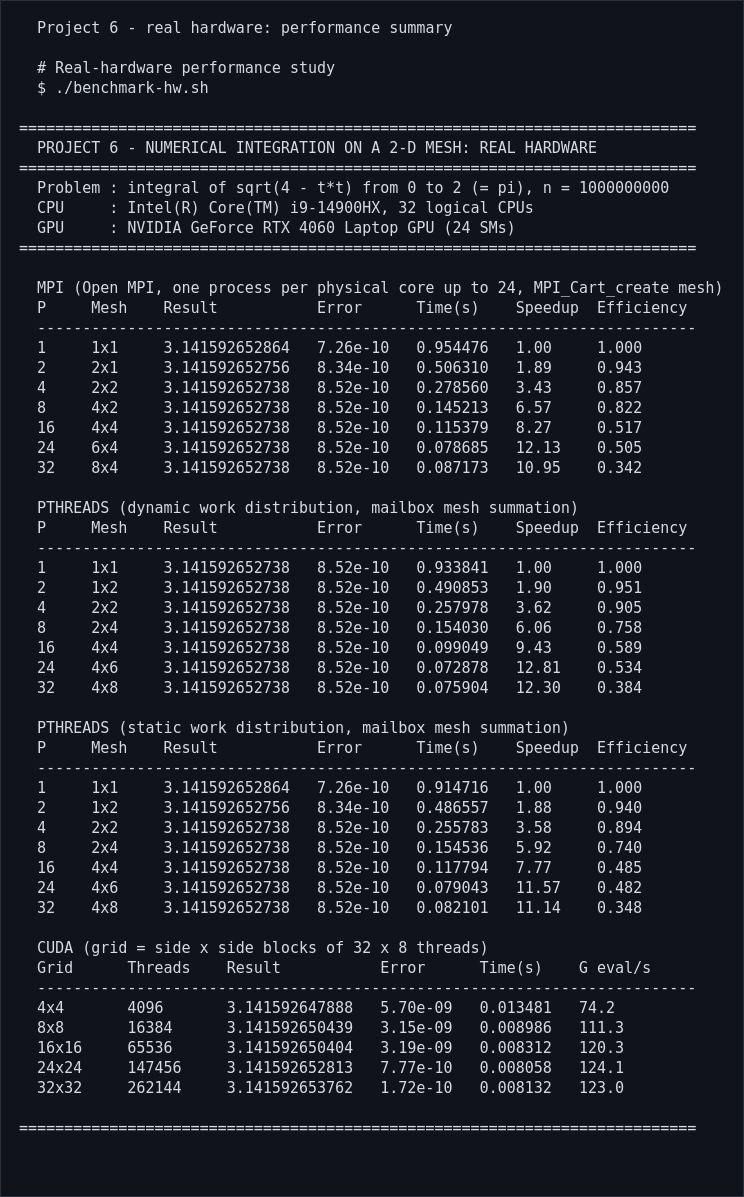 Project 6 - real hardware: performance summary
# Real-hardware performance study
$ ./benchmark-hw.sh
===========================================================================
PROJECT 6 - NUMERICAL INTEGRATION ON A 2-D MESH: REAL HARDWARE
===========================================================================
Problem : integral of sqrt(4 - t*t) from 0 to 2 (= pi), n = 1000000000
CPU     : Intel(R) Core(TM) i9-14900HX, 32 logical CPUs
GPU     : NVIDIA GeForce RTX 4060 Laptop GPU (24 SMs)
===========================================================================
MPI (Open MPI, one process per physical core up to 24, MPI_Cart_create mesh)
P     Mesh    Result           Error      Time(s)    Speedup  Efficiency
-------------------------------------------------------------------------
1     1x1     3.141592652864   7.26e-10   0.954476   1.00     1.000
2     2x1     3.141592652756   8.34e-10   0.506310   1.89     0.943
4     2x2     3.141592652738   8.52e-10   0.278560   3.43     0.857
8     4x2     3.141592652738   8.52e-10   0.145213   6.57     0.822
16    4x4     3.141592652738   8.52e-10   0.115379   8.27     0.517
24    6x4     3.141592652738   8.52e-10   0.078685   12.13    0.505
32    8x4     3.141592652738   8.52e-10   0.087173   10.95    0.342
PTHREADS (dynamic work distribution, mailbox mesh summation)
P     Mesh    Result           Error      Time(s)    Speedup  Efficiency
-------------------------------------------------------------------------
1     1x1     3.141592652738   8.52e-10   0.933841   1.00     1.000
2     1x2     3.141592652738   8.52e-10   0.490853   1.90     0.951
4     2x2     3.141592652738   8.52e-10   0.257978   3.62     0.905
8     2x4     3.141592652738   8.52e-10   0.154030   6.06     0.758
16    4x4     3.141592652738   8.52e-10   0.099049   9.43     0.589
24    4x6     3.141592652738   8.52e-10   0.072878   12.81    0.534
32    4x8     3.141592652738   8.52e-10   0.075904   12.30    0.384
PTHREADS (static work distribution, mailbox mesh summation)
P     Mesh    Result           Error      Time(s)    Speedup  Efficiency
-------------------------------------------------------------------------
1     1x1     3.141592652864   7.26e-10   0.914716   1.00     1.000
2     1x2     3.141592652756   8.34e-10   0.486557   1.88     0.940
4     2x2     3.141592652738   8.52e-10   0.255783   3.58     0.894
8     2x4     3.141592652738   8.52e-10   0.154536   5.92     0.740
16    4x4     3.141592652738   8.52e-10   0.117794   7.77     0.485
24    4x6     3.141592652738   8.52e-10   0.079043   11.57    0.482
32    4x8     3.141592652738   8.52e-10   0.082101   11.14    0.348
CUDA (grid = side x side blocks of 32 x 8 threads)
Grid      Threads    Result           Error      Time(s)    G eval/s
-------------------------------------------------------------------------
4x4       4096       3.141592647888   5.70e-09   0.013481   74.2
8x8       16384      3.141592650439   3.15e-09   0.008986   111.3
16x16     65536      3.141592650404   3.19e-09   0.008312   120.3
24x24     147456     3.141592652813   7.77e-10   0.008058   124.1
32x32     262144     3.141592653762   1.72e-10   0.008132   123.0
===========================================================================